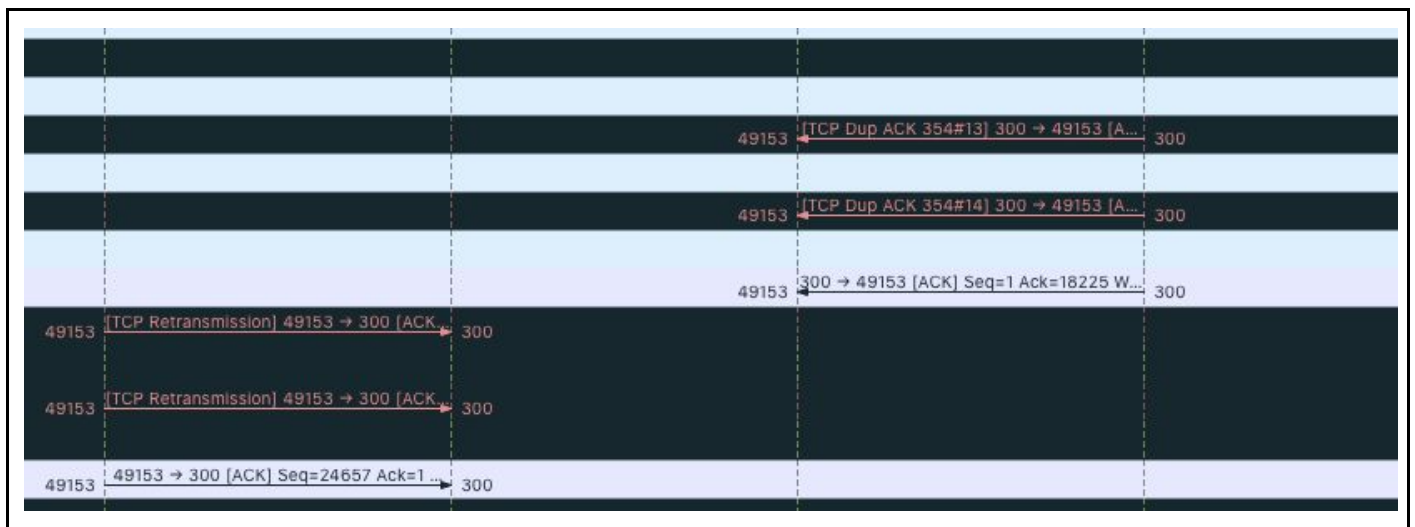 49153 [TCP Dup ACK 354#13] 300 → 49153 [A... 300
49153 [TCP Dup ACK 354#14] 300 → 49153 [A... 300
49153 300 → 49153 [ACK] Seq=1 Ack=18225 W... 300
49153 [TCP Retransmission] 49153 → 300 [ACK... 300
49153 [TCP Retransmission] 49153 → 300 [ACK... 300
49153 49153 → 300 [ACK] Seq=24657 Ack=1 ... 300